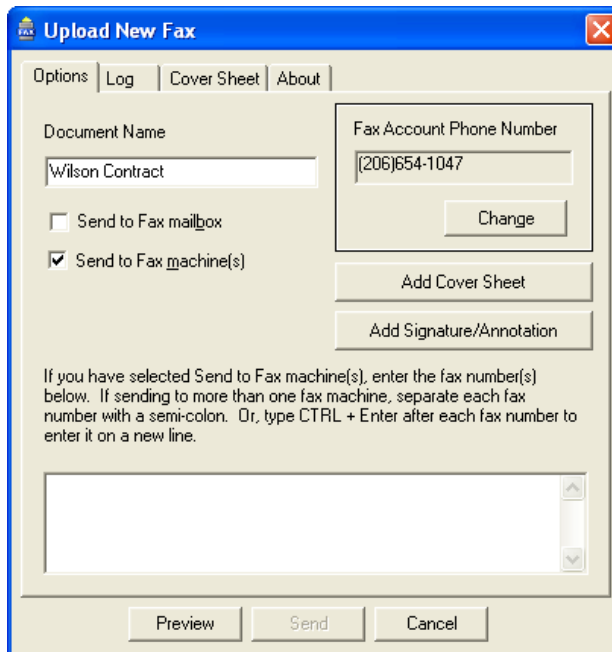 FAX Upload New Fax
Options Log Cover Sheet About
Document Name
Wilson Contract
Send to Fax mailbox
Send to Fax machine(s)
Fax Account Phone Number
(206)654-1047
Change
Add Cover Sheet
Add Signature/Annotation
If you have selected Send to Fax machine(s), enter the fax number(s)
below. If sending to more than one fax machine, separate each fax
number with a semi-colon. Or, type CTRL + Enter after each fax number to
enter it on a new line.
Preview Send Cancel